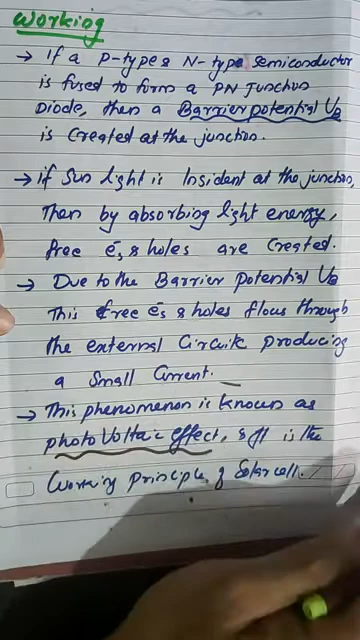 Working
→ If a P-type & N-type semiconductor
is fused to form a PN Junction
Diode, then a Barrier potential VB
is created at the junction.
→ if Sun light is Insident at the junction,
Then by absorbing light energy,
free e̅s & holes are Created.
→ Due to the Barrier Potential VB
This free e̅s & holes flows through
the external Circuit producing
a Small Current.
→ This phenomenon is known as
photo Voltaic effect, & It is the
Working principle of Solar cell.